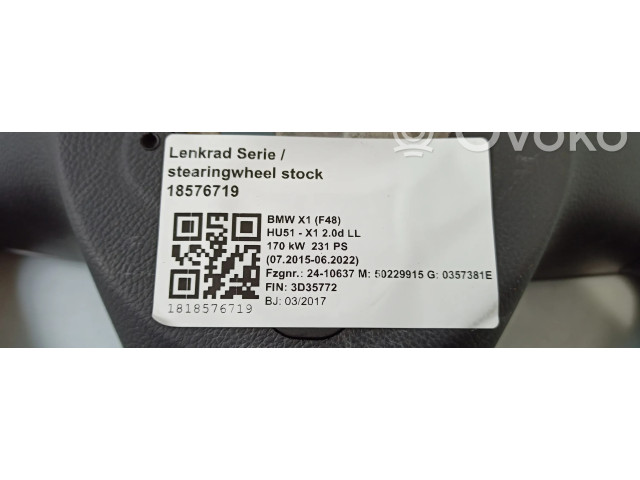 Ovoko
Lenkrad Serie /
stearingwheel stock
18576719
BMW X1 (F48)
HU51 - X1 2.0d LL
170 kW 231 PS
(07.2015-06.2022)
Fzgnr.: 24-10637 M: 50229915 G: 0357381E
FIN: 3D35772
BJ: 03/2017
1818576719